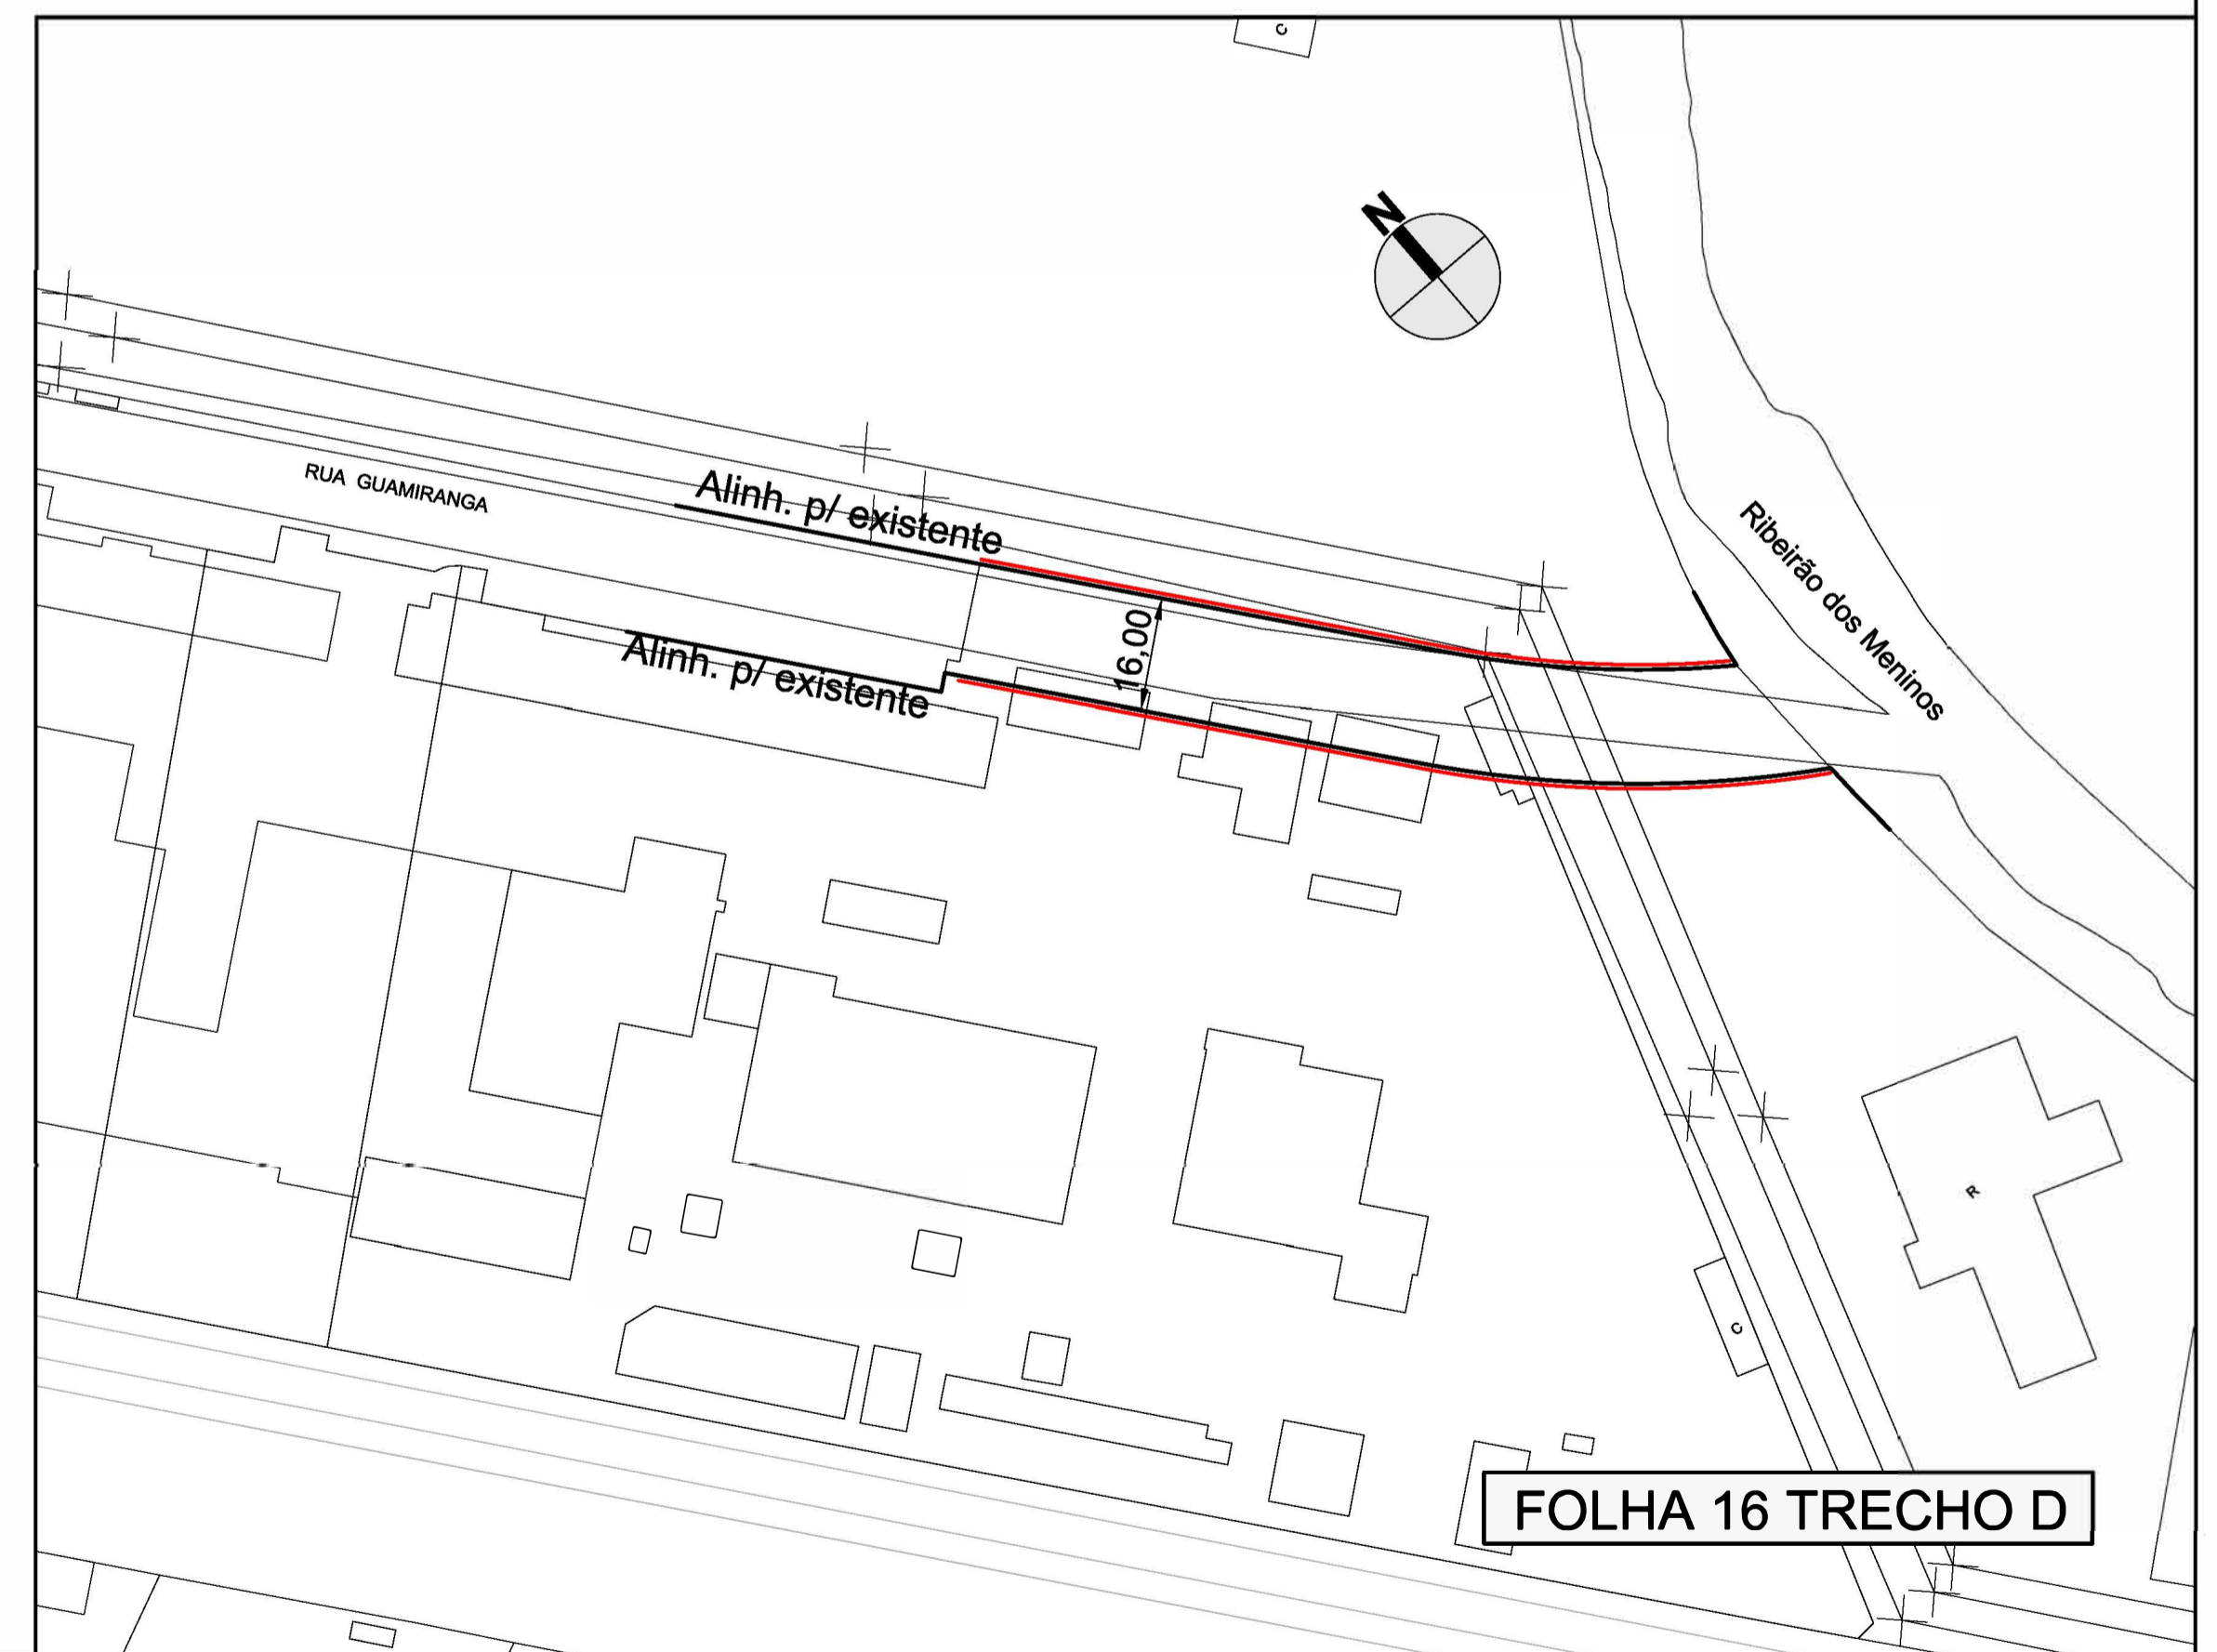 C
N
RUA GUAMIRANGA
Alinh. p/ existente
Ribeirão dos Meninos
16,00
Alinh. p/ existente
R
C
FOLHA 16 TRECHO D